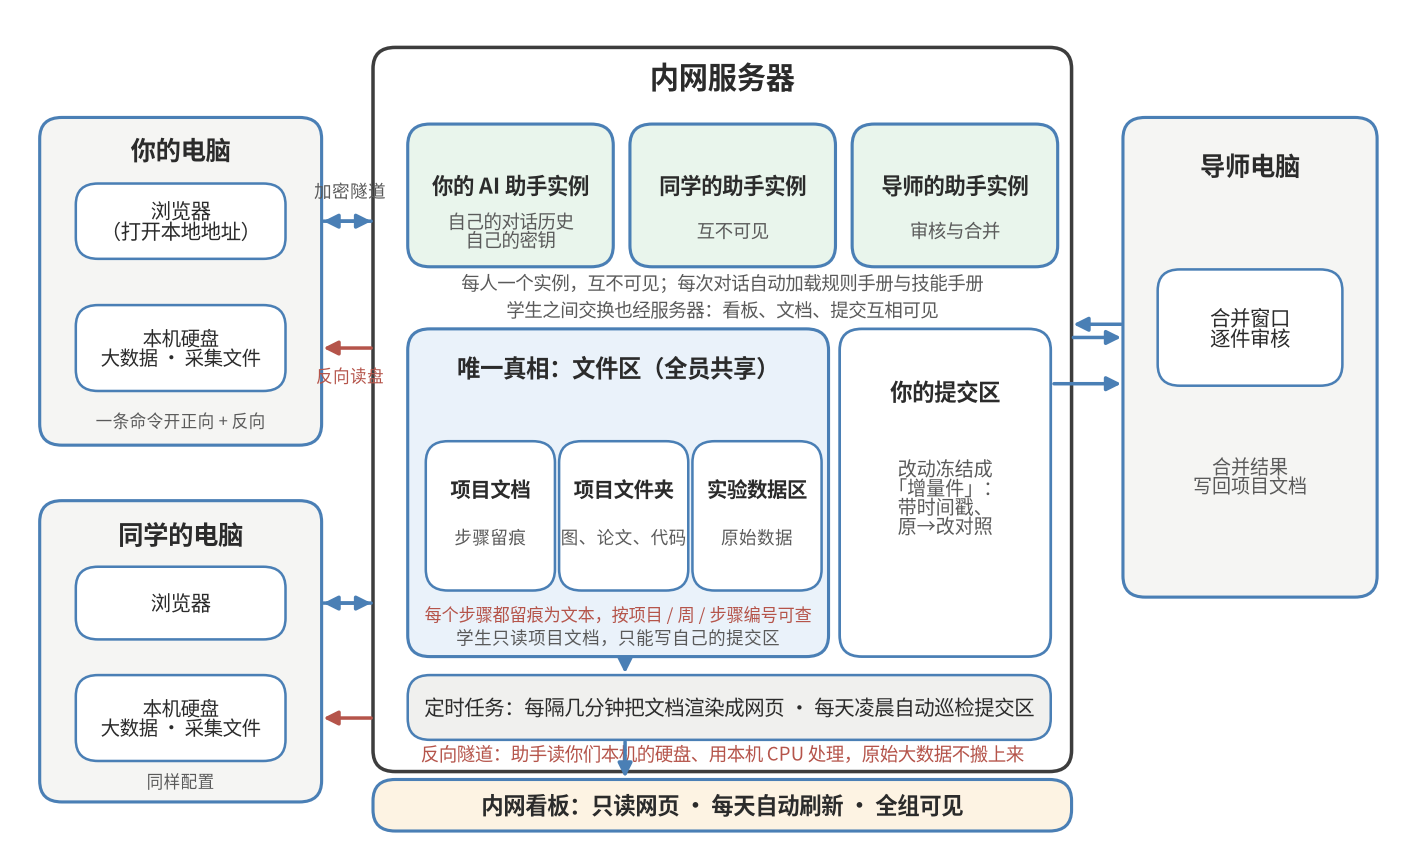 内网服务器
你的电脑
浏览器
（打开本地地址）
本机硬盘
大数据 · 采集文件
一条命令开正向 + 反向
加密隧道
反向读盘
同学的电脑
浏览器
本机硬盘
大数据 · 采集文件
同样配置
你的 AI 助手实例
自己的对话历史
自己的密钥
同学的助手实例
互不可见
导师的助手实例
审核与合并
每人一个实例，互不可见；每次对话自动加载规则手册与技能手册
学生之间交换也经服务器：看板、文档、提交互相可见
唯一真相：文件区（全员共享）
项目文档
步骤留痕
项目文件夹
图、论文、代码
实验数据区
原始数据
每个步骤都留痕为文本，按项目 / 周 / 步骤编号可查
学生只读项目文档，只能写自己的提交区
你的提交区
改动冻结成
「增量件」：
带时间戳、
原→改对照
定时任务：每隔几分钟把文档渲染成网页 · 每天凌晨自动巡检提交区
反向隧道：助手读你们本机的硬盘、用本机 CPU 处理，原始大数据不搬上来
内网看板：只读网页 · 每天自动刷新 · 全组可见
导师电脑
合并窗口
逐件审核
合并结果
写回项目文档